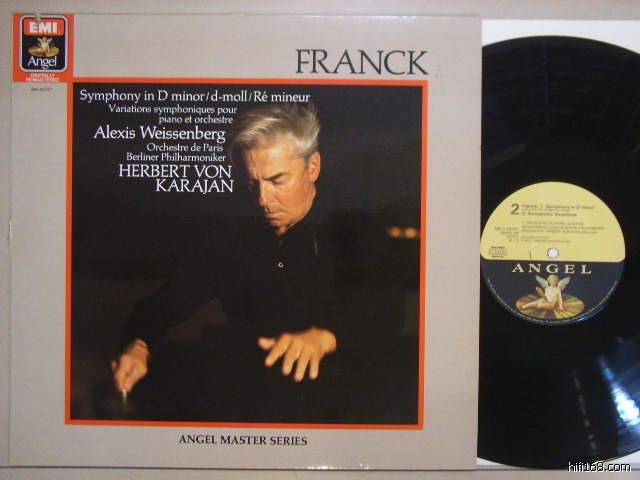 EMI
Angel
DIGITALLY
REMASTERED
AM-34751
FRANCK
Symphony in D minor/d-moll/Ré mineur
Variations symphoniques pour
piano et orchestre
Alexis Weissenberg
Orchestre de Paris
Berliner Philharmoniker
HERBERT VON
KARAJAN
ANGEL MASTER SERIES
2
Franck: 1. Symphony in D minor
2. Symphonic Variations
ANGEL
hifi168.com